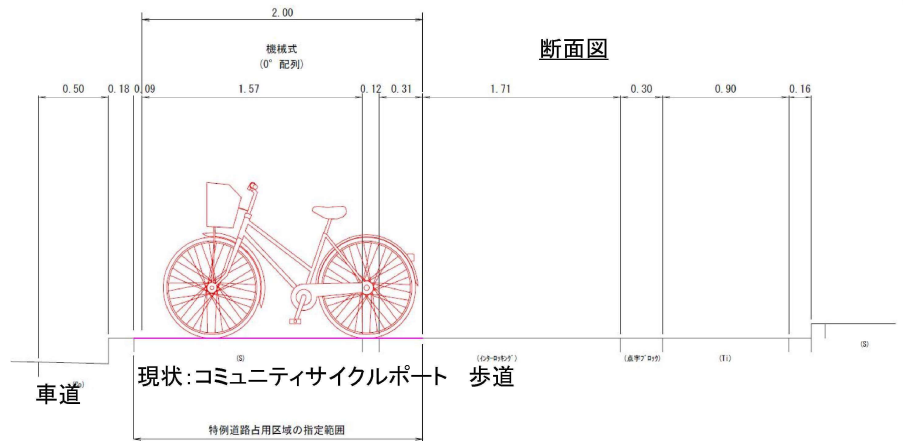 2.00
断面図
機械式
(0° 配列)
0.50 0.18 0.09 1.57 0.12 0.31 1.71 0.30 0.90 0.16
(S) (ｲﾝﾀｰﾛｯｷﾝｸﾞ) (点字ﾌﾞﾛｯｸ) (Ti) (S)
車道 現状：コミュニティサイクルポート 歩道
特例道路占用区域の指定範囲